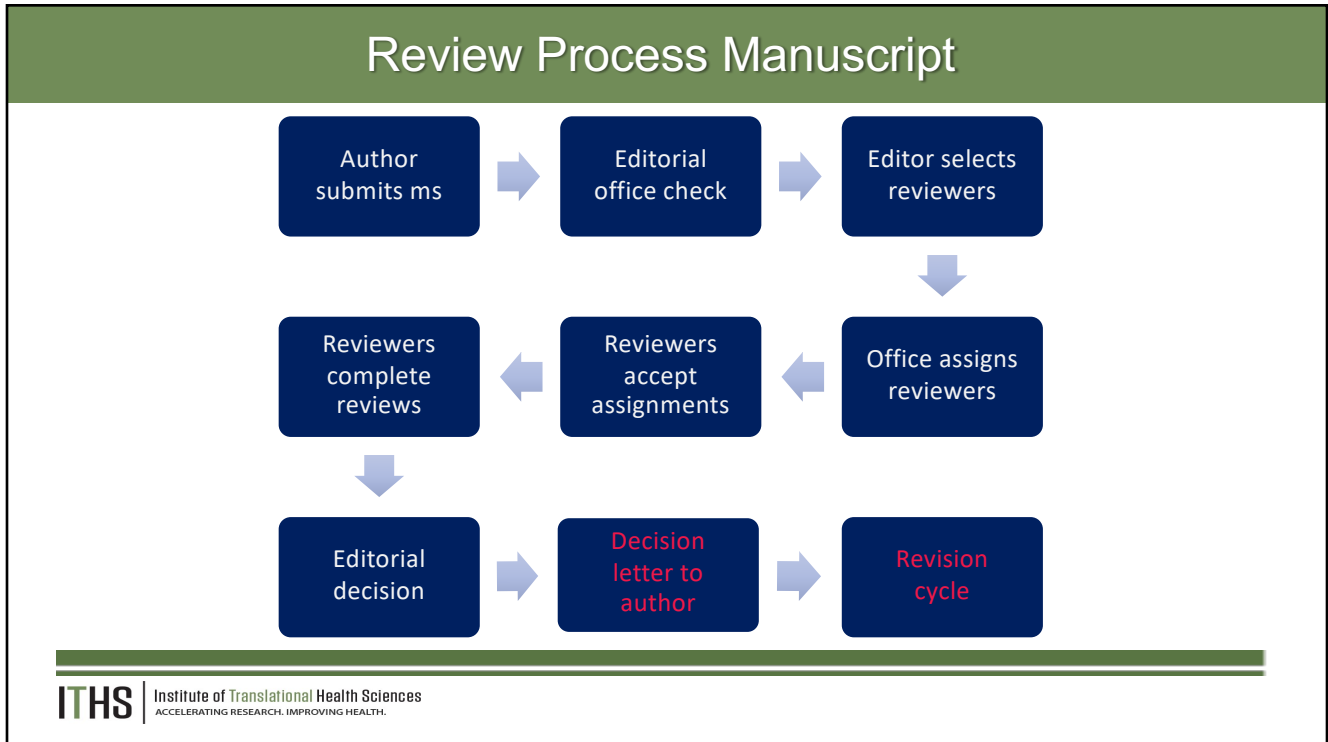 Review Process Manuscript
Author
submits ms
Editorial
office check
Editor selects
reviewers
Office assigns
reviewers
Reviewers
accept
assignments
Reviewers
complete
reviews
Editorial
decision
Decision
letter to
author
Revision
cycle
ITHS
Institute of Translational Health Sciences
ACCELERATING RESEARCH. IMPROVING HEALTH.